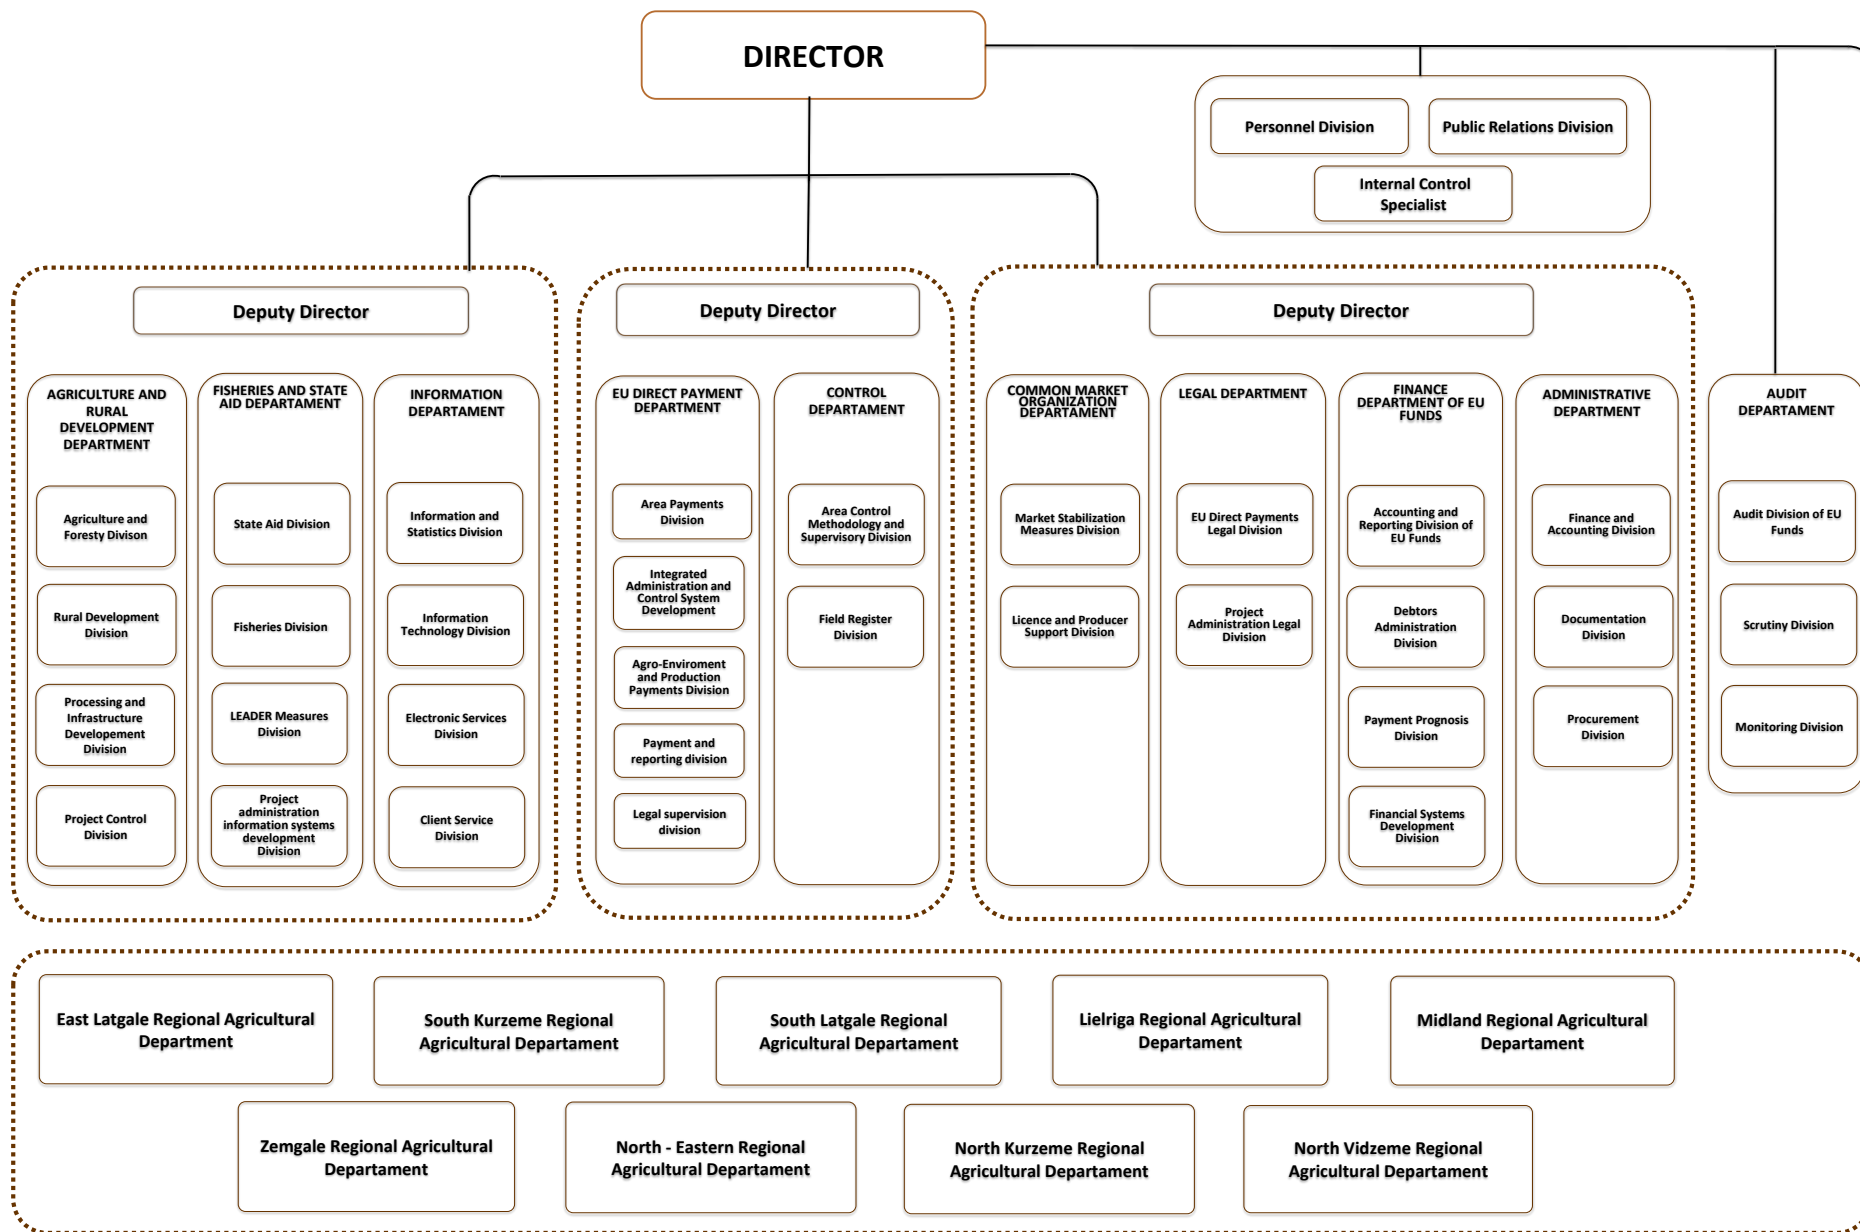 DIRECTOR
Personnel Division
Public Relations Division
Internal Control
Specialist
Deputy Director
AGRICULTURE AND
RURAL
DEVELOPMENT
DEPARTMENT
Agriculture and
Foresty Divison
Rural Development
Division
Processing and
Infrastructure
Developement
Division
Project Control
Division
FISHERIES AND STATE
AID DEPARTAMENT
State Aid Division
Fisheries Division
LEADER Measures
Division
Project
administration
information systems
development
Division
INFORMATION
DEPARTAMENT
Information and
Statistics Division
Information
Technology Division
Electronic Services
Division
Client Service
Division
Deputy Director
EU DIRECT PAYMENT
DEPARTMENT
Area Payments
Division
Integrated
Administration and
Control System
Development
Agro-Enviroment
and Production
Payments Division
Payment and
reporting division
Legal supervision
division
CONTROL
DEPARTAMENT
Area Control
Methodology and
Supervisory Division
Field Register
Division
Deputy Director
COMMON MARKET
ORGANIZATION
DEPARTAMENT
Market Stabilization
Measures Division
Licence and Producer
Support Division
LEGAL DEPARTMENT
EU Direct Payments
Legal Division
Project
Administration Legal
Division
FINANCE
DEPARTMENT OF EU
FUNDS
Accounting and
Reporting Division of
EU Funds
Debtors
Administration
Division
Payment Prognosis
Division
Financial Systems
Development
Division
ADMINISTRATIVE
DEPARTMENT
Finance and
Accounting Division
Documentation
Division
Procurement
Division
AUDIT
DEPARTAMENT
Audit Division of EU
Funds
Scrutiny Division
Monitoring Division
East Latgale Regional Agricultural
Department
South Kurzeme Regional
Agricultural Departament
South Latgale Regional
Agricultural Departament
Lielriga Regional Agricultural
Departament
Midland Regional Agricultural
Departament
Zemgale Regional Agricultural
Departament
North - Eastern Regional
Agricultural Departament
North Kurzeme Regional
Agricultural Departament
North Vidzeme Regional
Agricultural Departament